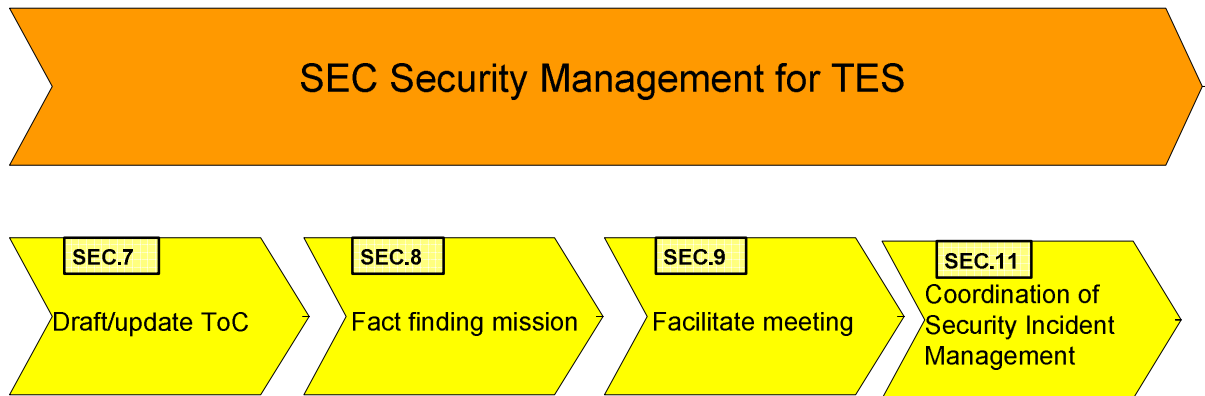 SEC Security Management for TES
SEC.7
Draft/update ToC
SEC.8
Fact finding mission
SEC.9
Facilitate meeting
SEC.11
Coordination of
Security Incident
Management